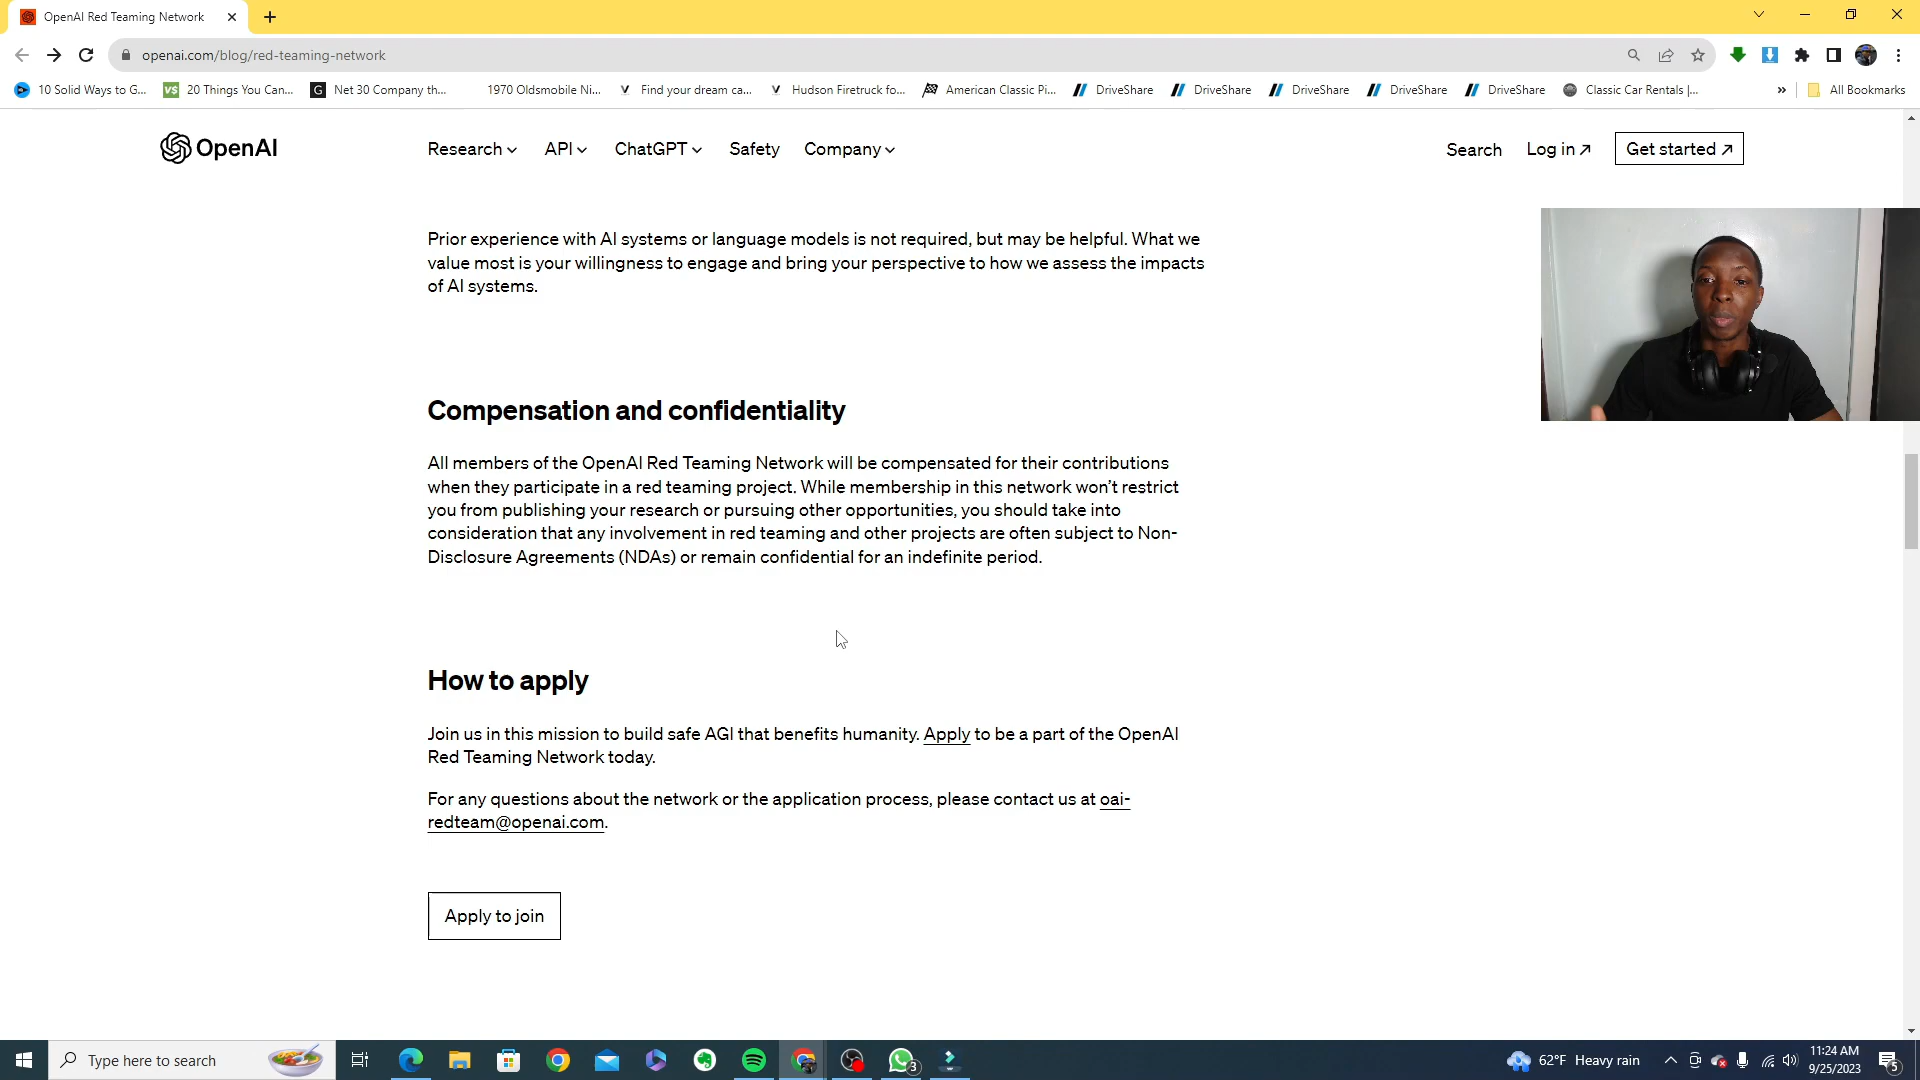 OpenAI Red Teaming Network
openai.com/blog/red-teaming-network
10 Solid Ways to G...
20 Things You Can...
Net 30 Company th...
1970 Oldsmobile Ni...
Find your dream ca...
Hudson Firetruck fo...
American Classic Pi...
DriveShare
DriveShare
DriveShare
DriveShare
DriveShare
Classic Car Rentals |...
All Bookmarks
OpenAI
Research
API
ChatGPT
Safety
Company
Search
Log in
Get started
Prior experience with AI systems or language models is not required, but may be helpful. What we
value most is your willingness to engage and bring your perspective to how we assess the impacts
of AI systems.
Compensation and confidentiality
All members of the OpenAI Red Teaming Network will be compensated for their contributions
when they participate in a red teaming project. While membership in this network won’t restrict
you from publishing your research or pursuing other opportunities, you should take into
consideration that any involvement in red teaming and other projects are often subject to Non-
Disclosure Agreements (NDAs) or remain confidential for an indefinite period.
How to apply
Join us in this mission to build safe AGI that benefits humanity. Apply to be a part of the OpenAI
Red Teaming Network today.
For any questions about the network or the application process, please contact us at oai-
redteam@openai.com.
Apply to join
Type here to search
3
62°F Heavy rain
11:24 AM
9/25/2023
5